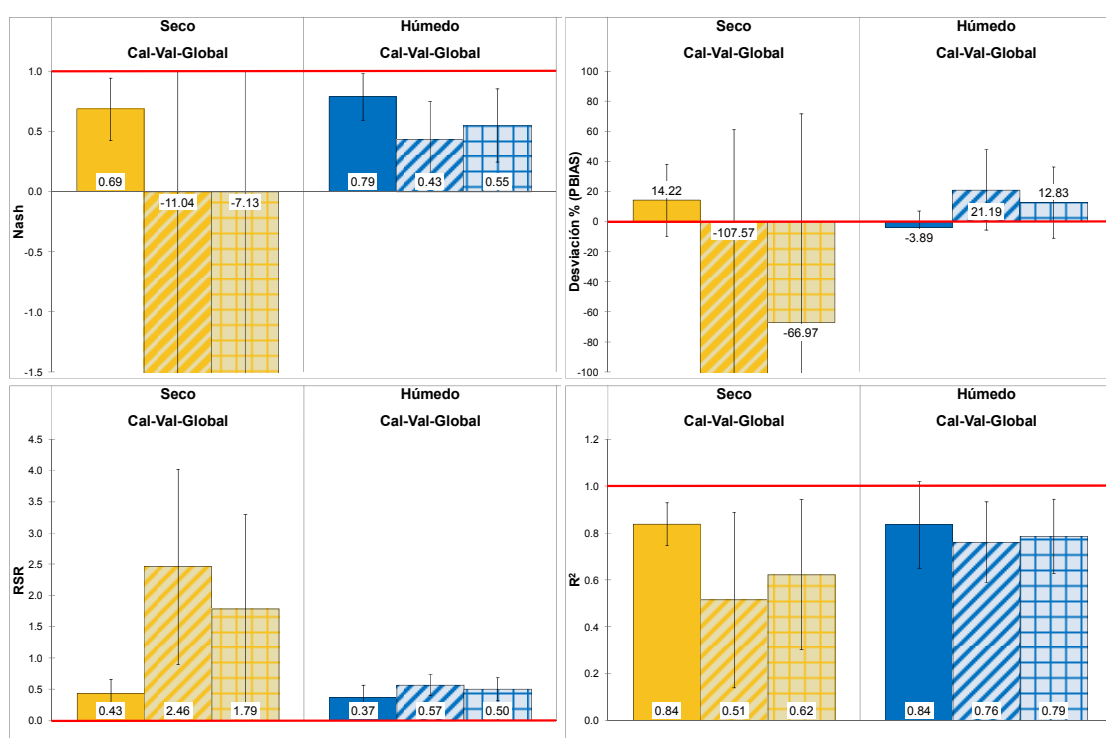 Seco Húmedo
Cal-Val-Global Cal-Val-Global
Nash
1.0
0.5
0.0
-0.5
-1.0
-1.5
0.69 -11.04 -7.13 0.79 0.43 0.55
Seco Húmedo
Cal-Val-Global Cal-Val-Global
Desviación % (PBIAS)
100
80
60
40
20
0
-20
-40
-60
-80
-100
14.22 -107.57 -66.97 -3.89 21.19 12.83
Seco Húmedo
Cal-Val-Global Cal-Val-Global
RSR
4.5
4.0
3.5
3.0
2.5
2.0
1.5
1.0
0.5
0.0
0.43 2.46 1.79 0.37 0.57 0.50
Seco Húmedo
Cal-Val-Global Cal-Val-Global
R²
1.2
1.0
0.8
0.6
0.4
0.2
0.0
0.84 0.51 0.62 0.84 0.76 0.79